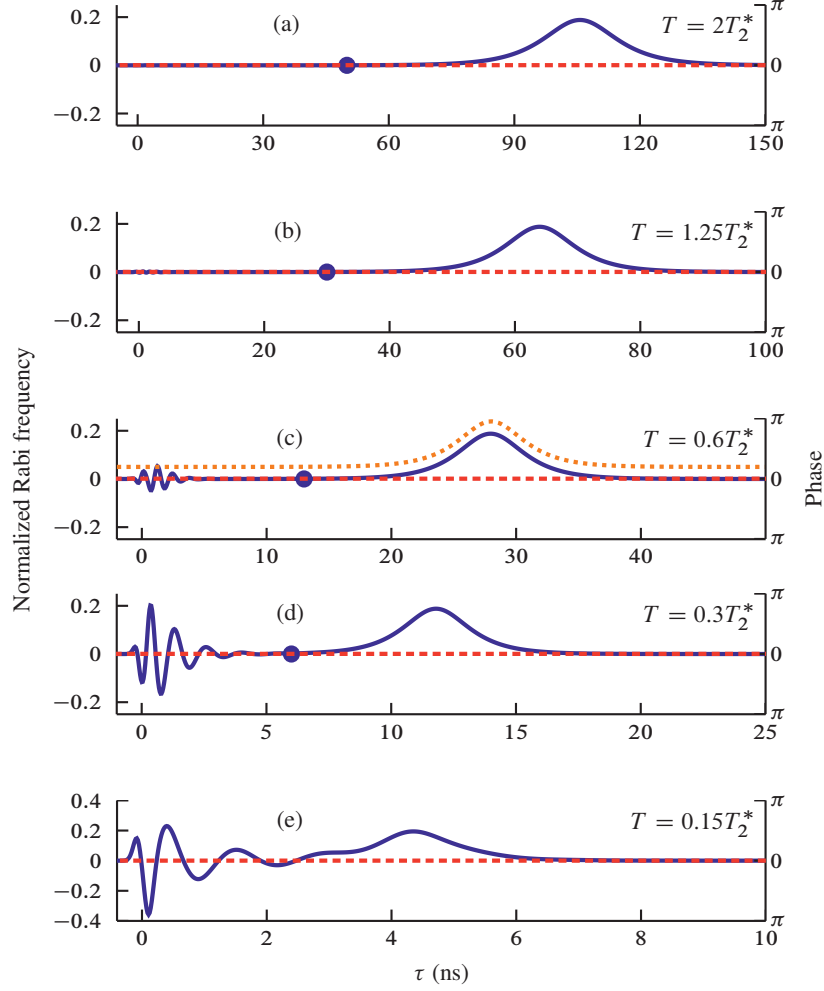 (a)
T = 2T₂*
0.2
0
−0.2
π
0
π
0 30 60 90 120 150
(b)
T = 1.25T₂*
0.2
0
−0.2
π
0
π
0 20 40 60 80 100
(c)
T = 0.6T₂*
0.2
0
−0.2
π
0
π
0 10 20 30 40
Normalized Rabi frequency
Phase
(d)
T = 0.3T₂*
0.2
0
−0.2
π
0
π
0 5 10 15 20 25
(e)
T = 0.15T₂*
0.4
0.2
0
−0.2
−0.4
π
0
π
0 2 4 6 8 10
τ (ns)